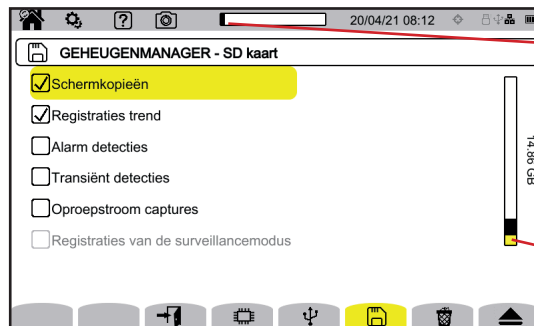 20/04/21 08:12
GEHEUGENMANAGER - SD kaart
Schermkopieën
Registraties trend
Alarm detecties
Transiënt detecties
Oproepstroom captures
Registraties van de surveillancemodus
14.86 GB